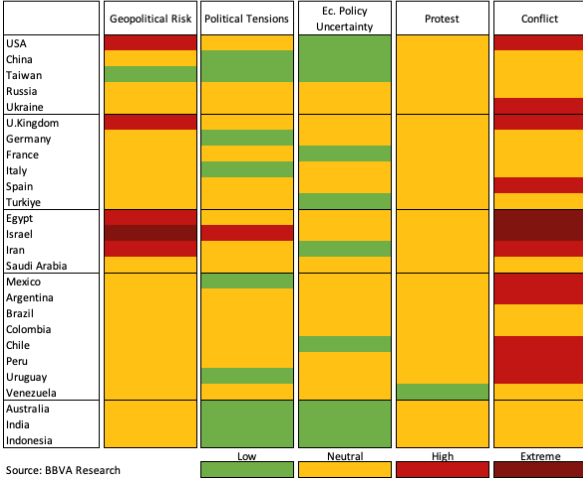 Geopolitical Risk Political Tensions Ec. Policy Uncertainty Protest Conflict
USA
China
Taiwan
Russia
Ukraine
U.Kingdom
Germany
France
Italy
Spain
Turkiye
Egypt
Israel
Iran
Saudi Arabia
Mexico
Argentina
Brazil
Colombia
Chile
Peru
Uruguay
Venezuela
Australia
India
Indonesia
Low Neutral High Extreme
Source: BBVA Research